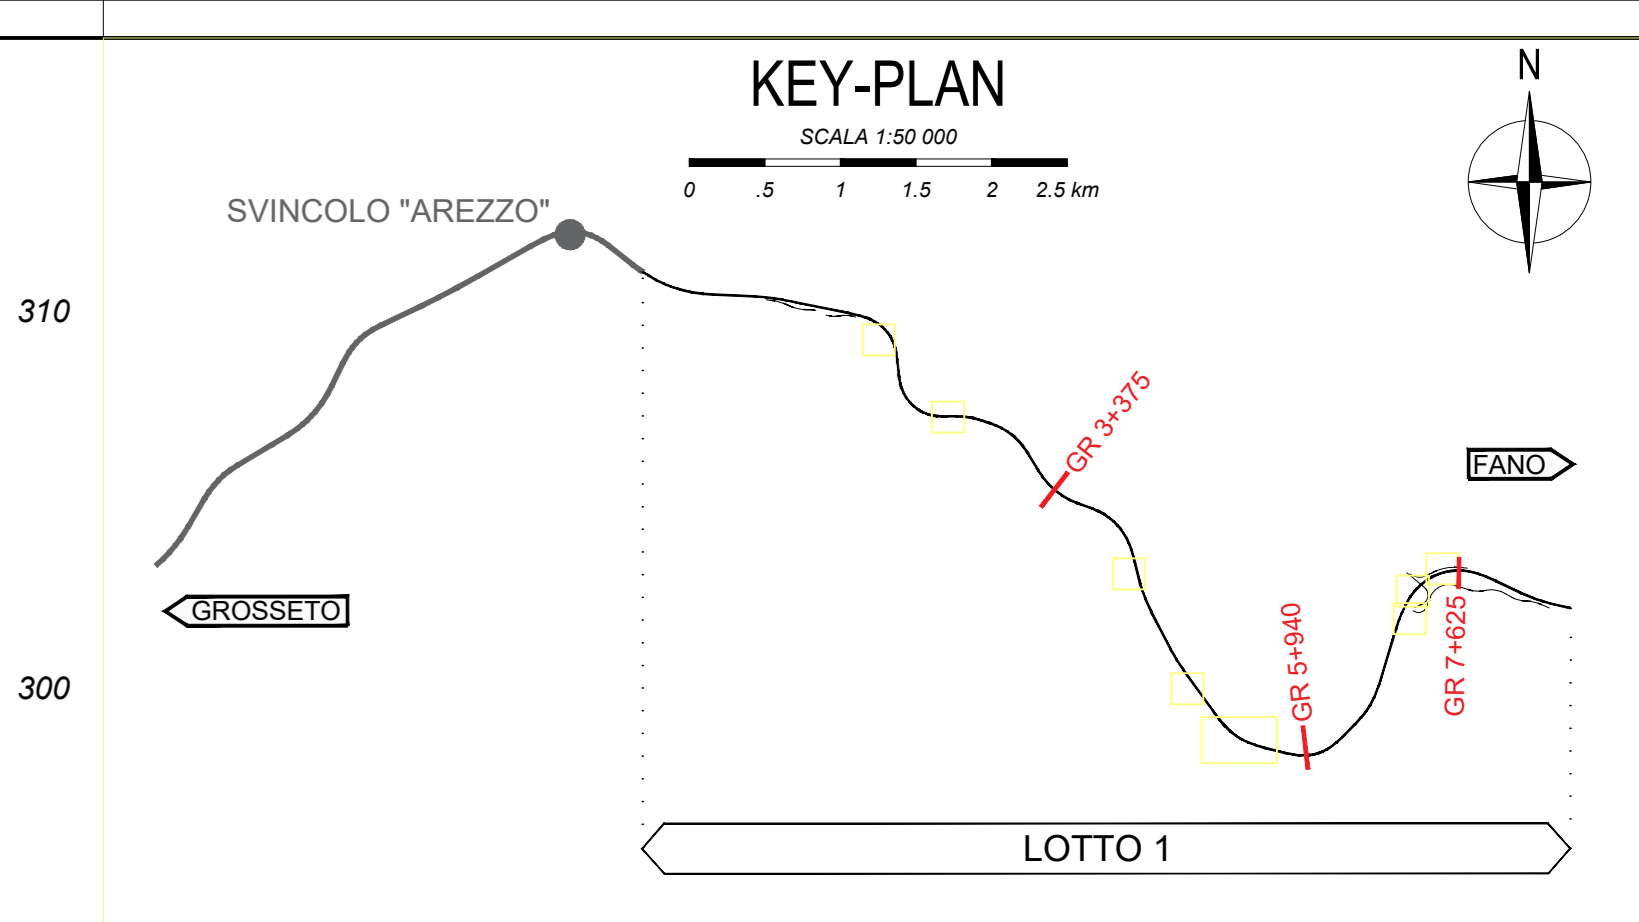 KEY-PLAN
N
SCALA 1:50 000
0 .5 1 1.5 2 2.5 km
SVINCOLO "AREZZO"
310
GR 3+375
FANO
GROSSETO
GR 5+940
GR 7+625
300
LOTTO 1